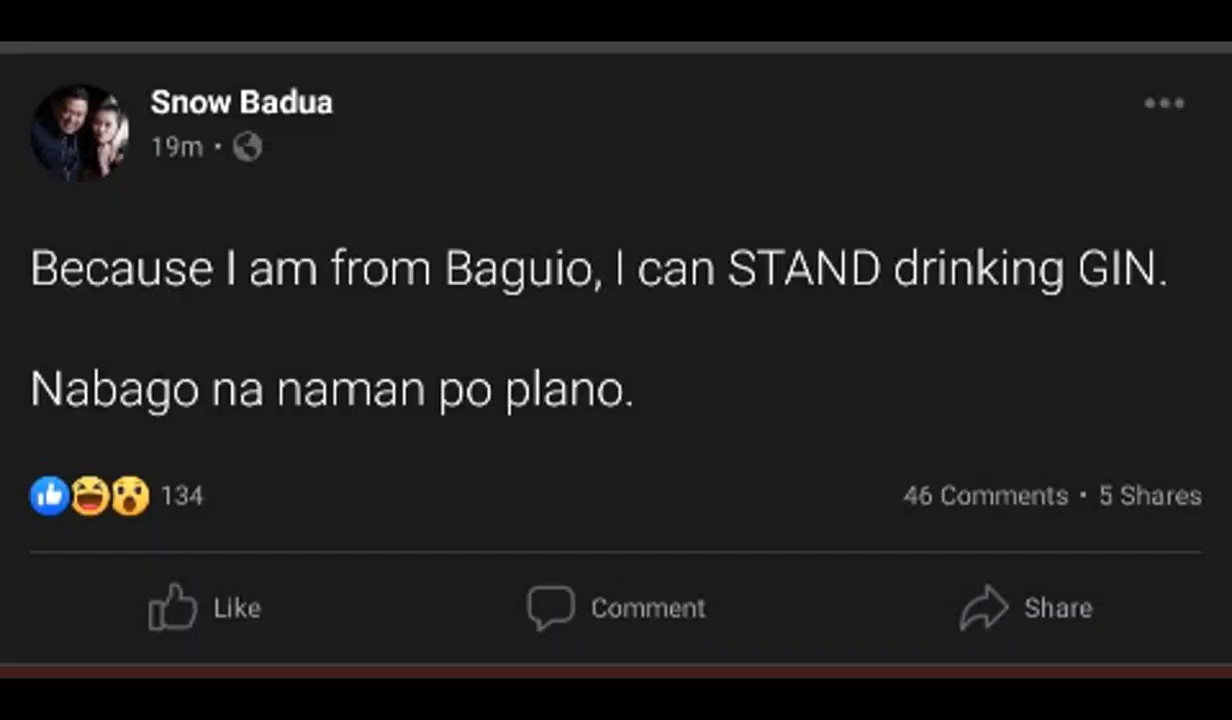 Snow Badua
19m •
Because I am from Baguio, I can STAND drinking GIN.
Nabago na naman po plano.
134
46 Comments • 5 Shares
Like
Comment
Share